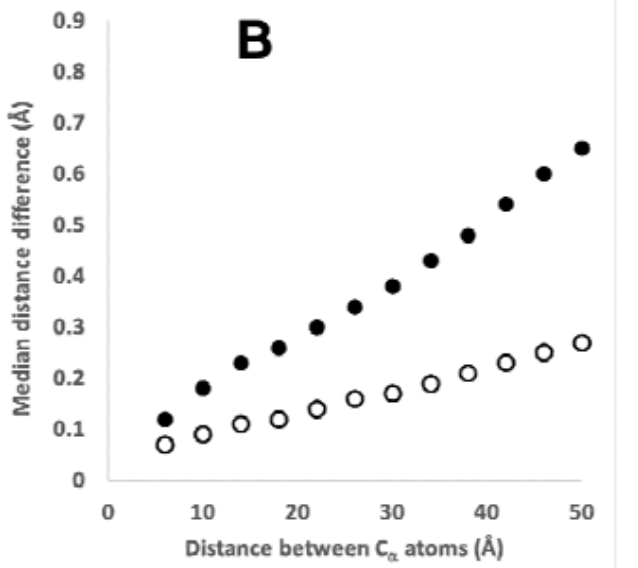 B
Median distance difference (Å)
0.9
0.8
0.7
0.6
0.5
0.4
0.3
0.2
0.1
0
0 10 20 30 40 50
Distance between Cα atoms (Å)